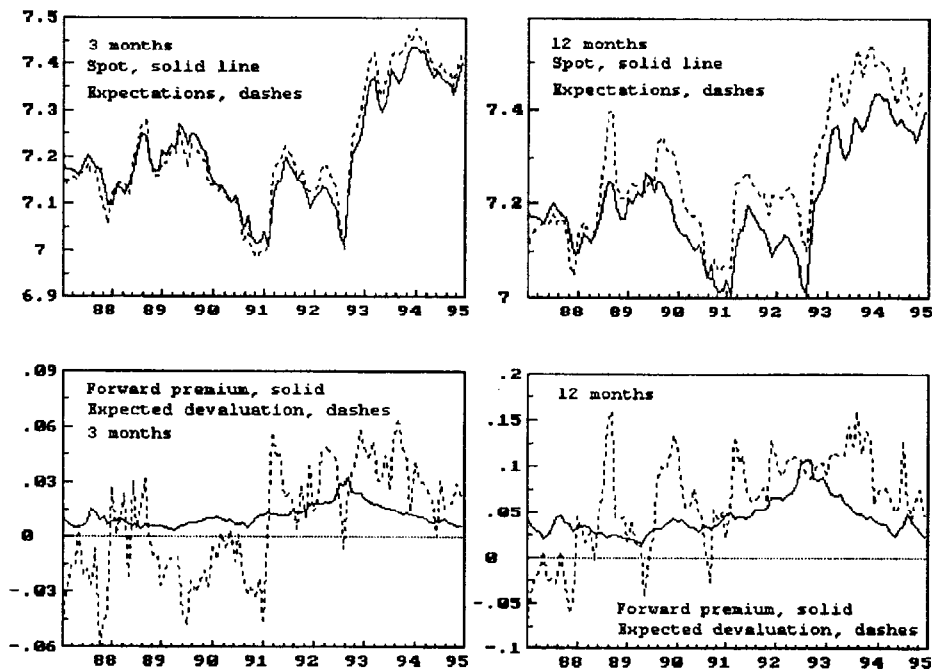 7.5
7.4
7.3
7.2
7.1
7
6.9
3 months
Spot, solid line
Expectations, dashes
88 89 90 91 92 93 94 95
7.4
7.2
7
12 months
Spot, solid line
Expectations, dashes
88 89 90 91 92 93 94 95
.09
.06
.03
0
-.03
-.06
Forward premium, solid
Expected devaluation, dashes
3 months
88 89 90 91 92 93 94 95
.2
.15
.1
.05
0
-.05
-.1
12 months
Forward premium, solid
Expected devaluation, dashes
88 89 90 91 92 93 94 95